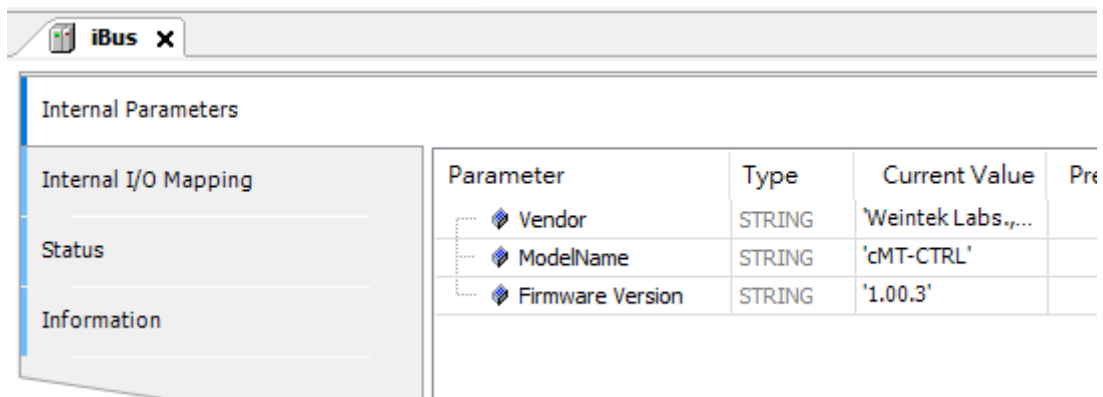 iBus
Internal Parameters
Internal I/O Mapping
Status
Information
Parameter Type Current Value Pre
Vendor STRING 'Weintek Labs.,...
ModelName STRING 'cMT-CTRL'
Firmware Version STRING '1.00.3'